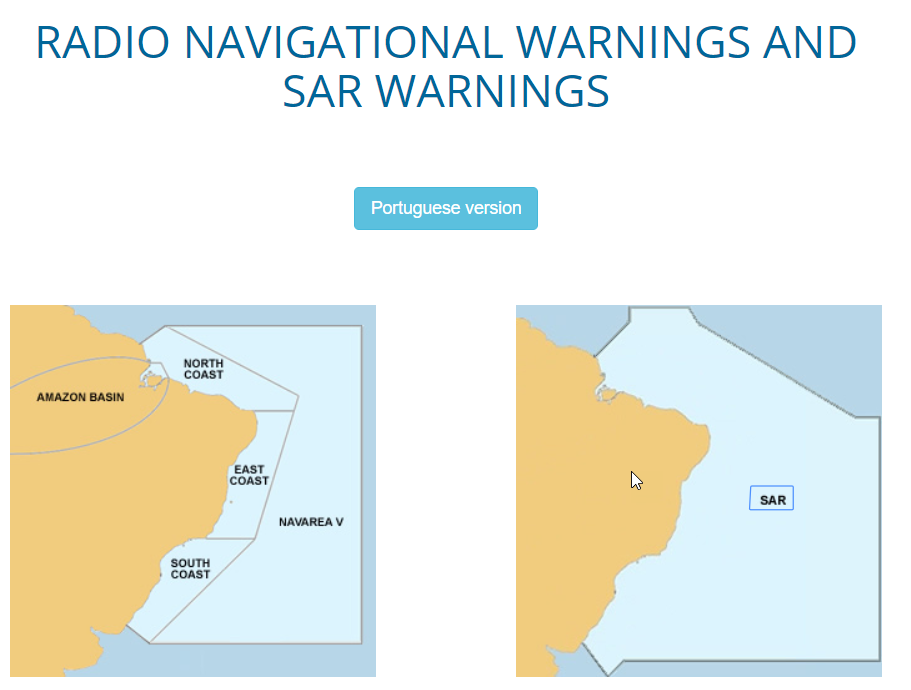 RADIO NAVIGATIONAL WARNINGS AND
SAR WARNINGS
Portuguese version
NORTH
COAST
AMAZON BASIN
EAST
COAST
NAVAREA V
SOUTH
COAST
SAR